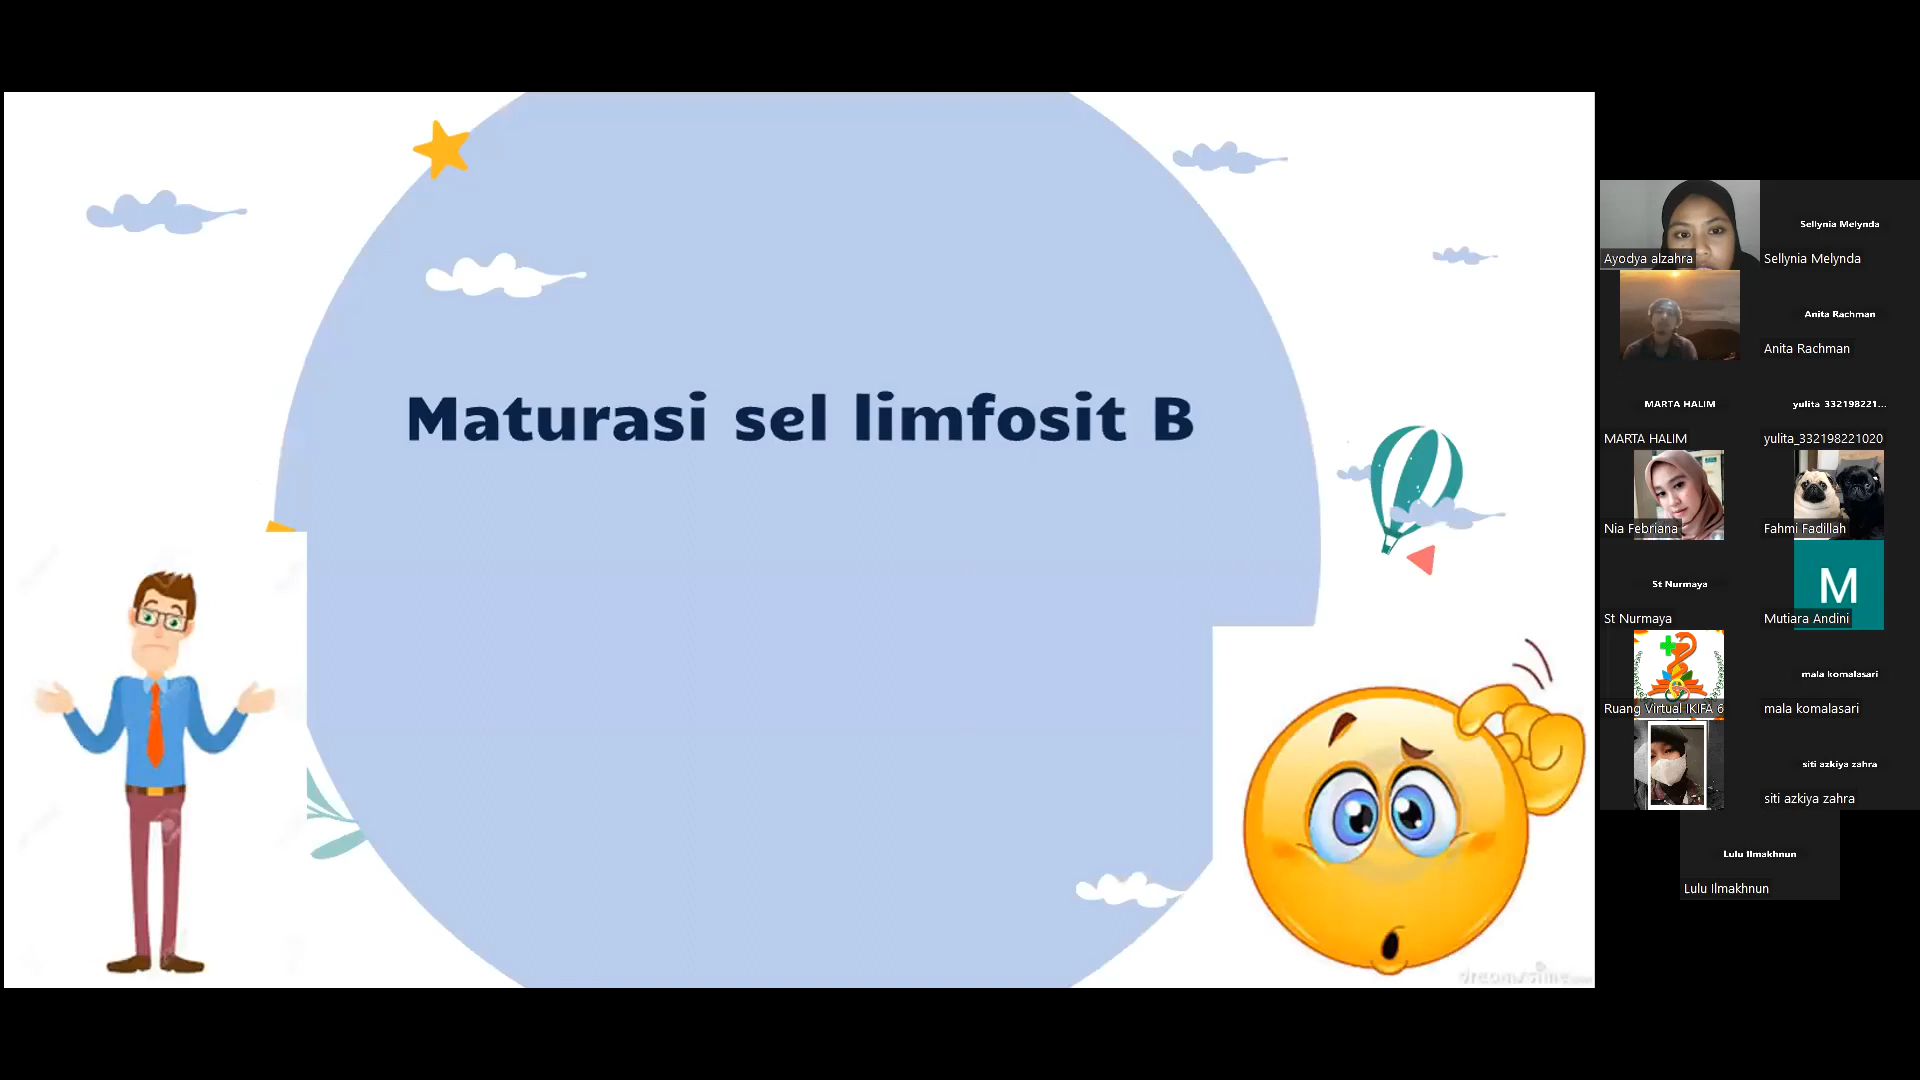 Maturasi sel limfosit B
dreamstime
Ayodya alzahra
Sellynia Melynda
Sellynia Melynda
Anita Rachman
Anita Rachman
MARTA HALIM
MARTA HALIM
yulita_332198221...
yulita_332198221020
Nia Febriana
Fahmi Fadillah
St Nurmaya
St Nurmaya
M
Mutiara Andini
Ruang Virtual IKIFA 6
mala komalasari
mala komalasari
siti azkiya zahra
siti azkiya zahra
Lulu Ilmakhnun
Lulu Ilmakhnun